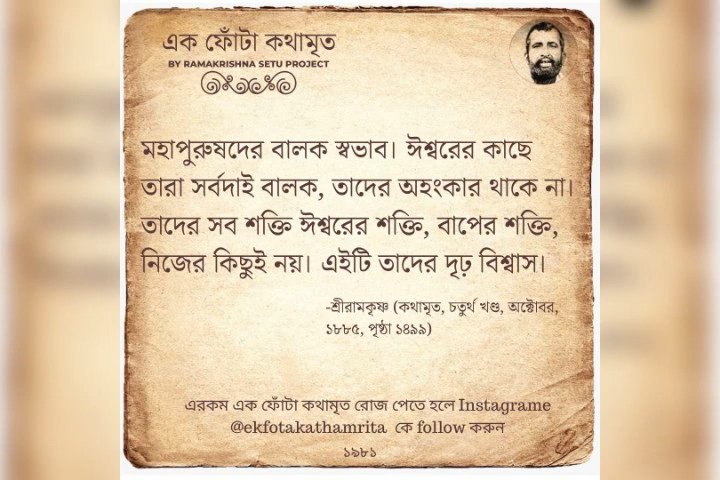 এক ফোঁটা কথামৃত
BY RAMAKRISHNA SETU PROJECT
মহাপুরুষদের বালক স্বভাব। ঈশ্বরের কাছে
তারা সর্বদাই বালক, তাদের অহংকার থাকে না।
তাদের সব শক্তি ঈশ্বরের শক্তি, বাপের শক্তি,
নিজের কিছুই নয়। এইটি তাদের দৃঢ় বিশ্বাস।
-শ্রীরামকৃষ্ণ (কথামৃত, চতুর্থ খণ্ড, অক্টোবর,
১৮৮৫, পৃষ্ঠা ১৪৯৯)
এরকম এক ফোঁটা কথামৃত রোজ পেতে হলে Instagrame
@ekfotakathamrita কে follow করুন
১৯৮১